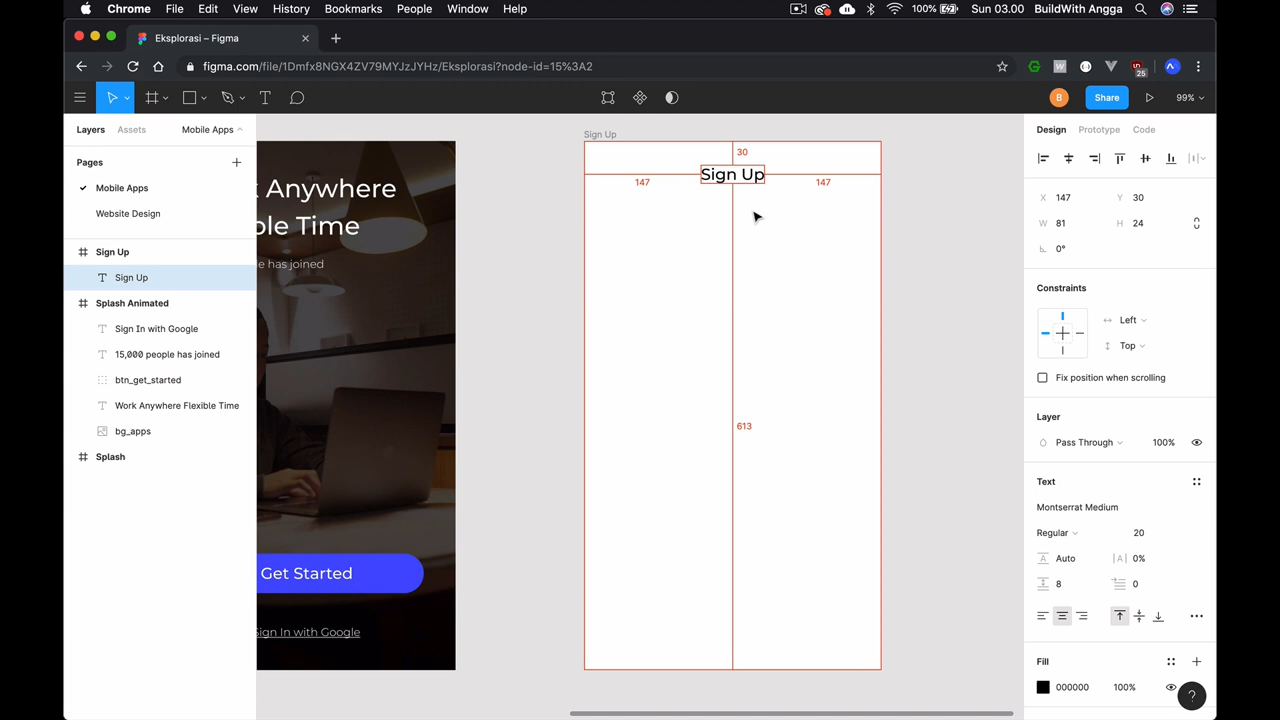 Chrome File Edit View History Bookmarks People Window Help 100% Sun 03.00 BuildWith Angga
Eksplorasi – Figma
figma.com/file/1Dmfx8NGX4ZV79MYJzJYHz/Eksplorasi?node-id=15%3A2 25
B Share 99%
Layers Assets Mobile Apps
Pages
Mobile Apps
Website Design
Sign Up
Sign Up
Splash Animated
Sign In with Google
15,000 people has joined
btn_get_started
Work Anywhere Flexible Time
bg_apps
Splash
Anywhere
ble Time
has joined
Get Started
Sign In with Google
Sign Up
30
Sign Up
147 147
613
Design Prototype Code
X 147 Y 30
W 81 H 24
0°
Constraints
Left
Top
Fix position when scrolling
Layer
Pass Through 100%
Text
Montserrat Medium
Regular 20
A Auto |A| 0%
8 0
Fill
000000 100%
?